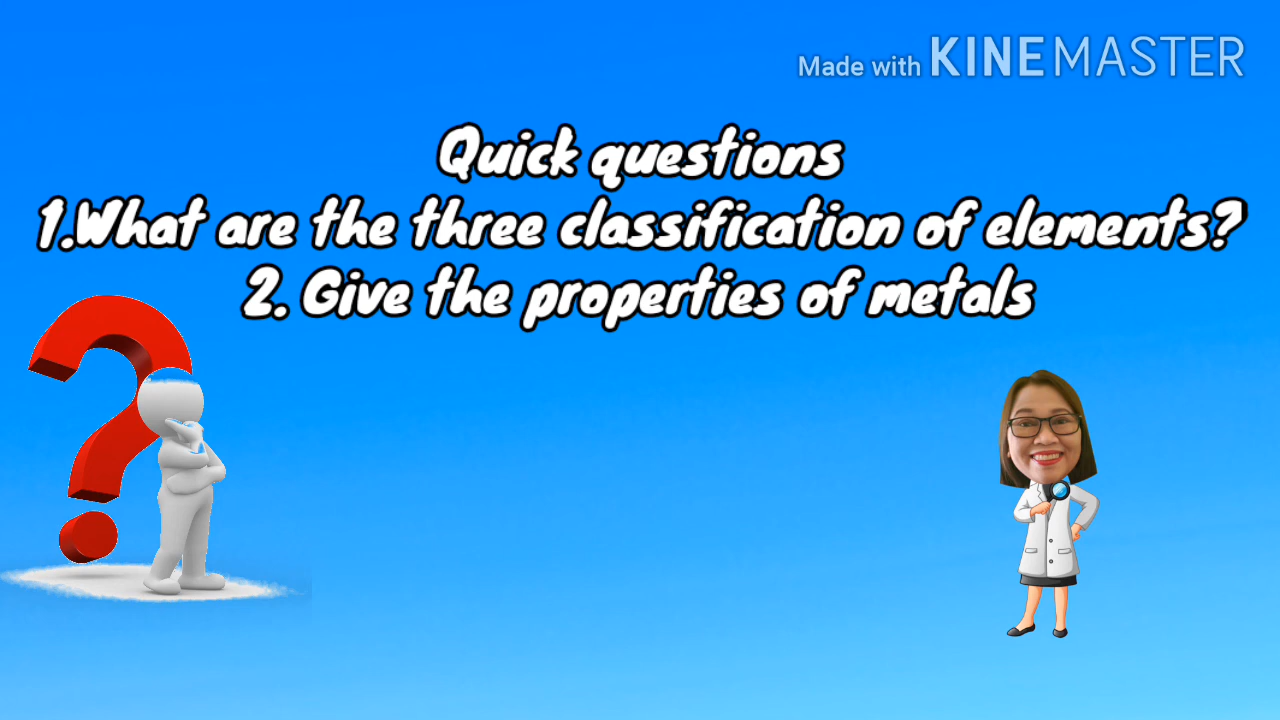 Made with KINEMASTER
Quick questions
1.What are the three classification of elements?
2. Give the properties of metals